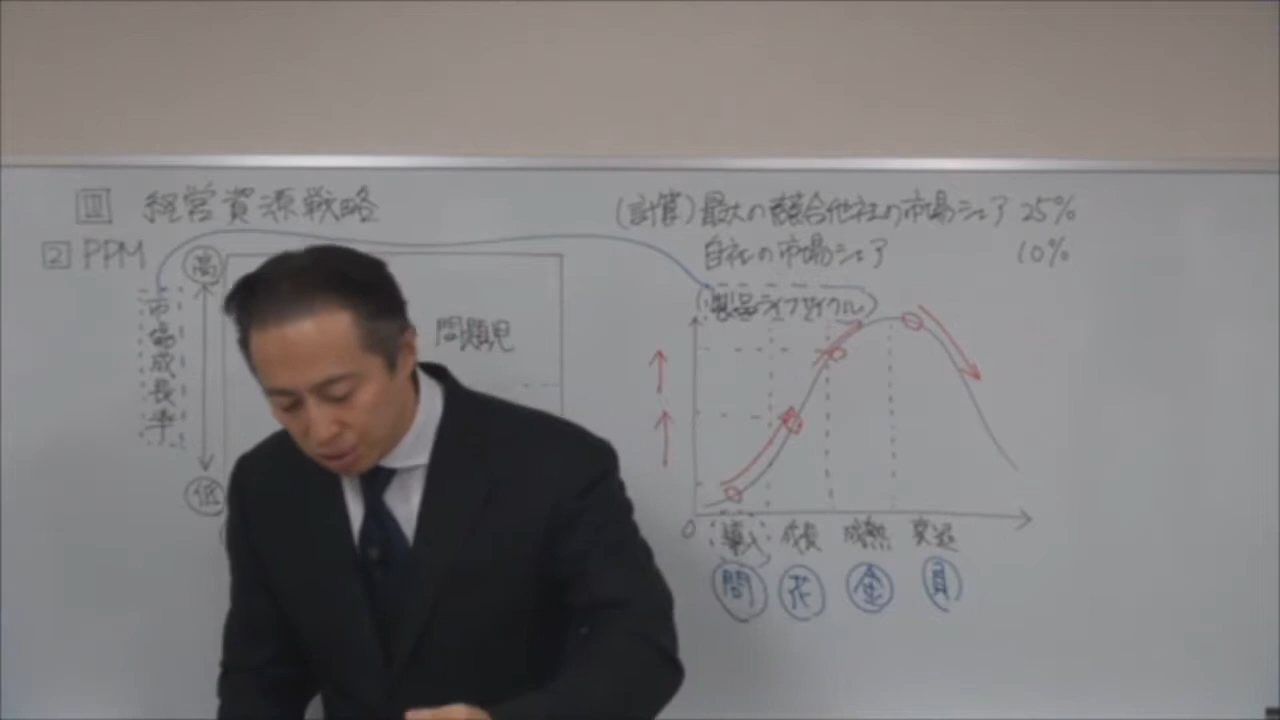 Ⅲ 経営資源戦略
2 PPM
高
市場成長率
低
問題児
(計算)最大の競合他社の市場シェア 25%
自社の市場シェア 10%
(製品ライフサイクル)
0 導入 成長 成熟 衰退
問 花 金 負